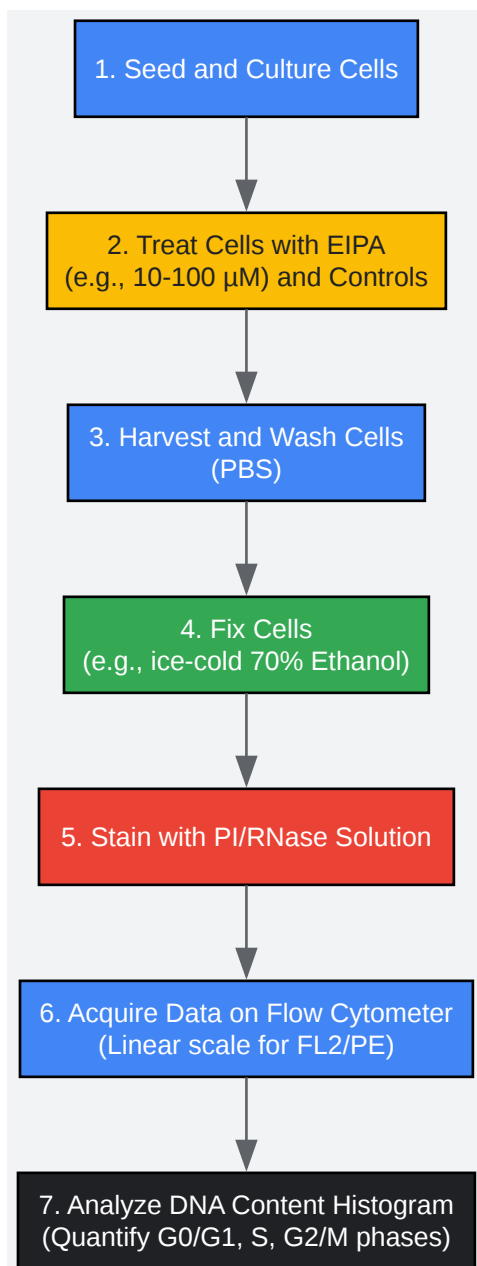 1. Seed and Culture Cells
2. Treat Cells with EIPA
(e.g., 10-100 µM) and Controls
3. Harvest and Wash Cells
(PBS)
4. Fix Cells
(e.g., ice-cold 70% Ethanol)
5. Stain with PI/RNase Solution
6. Acquire Data on Flow Cytometer
(Linear scale for FL2/PE)
7. Analyze DNA Content Histogram
(Quantify G0/G1, S, G2/M phases)